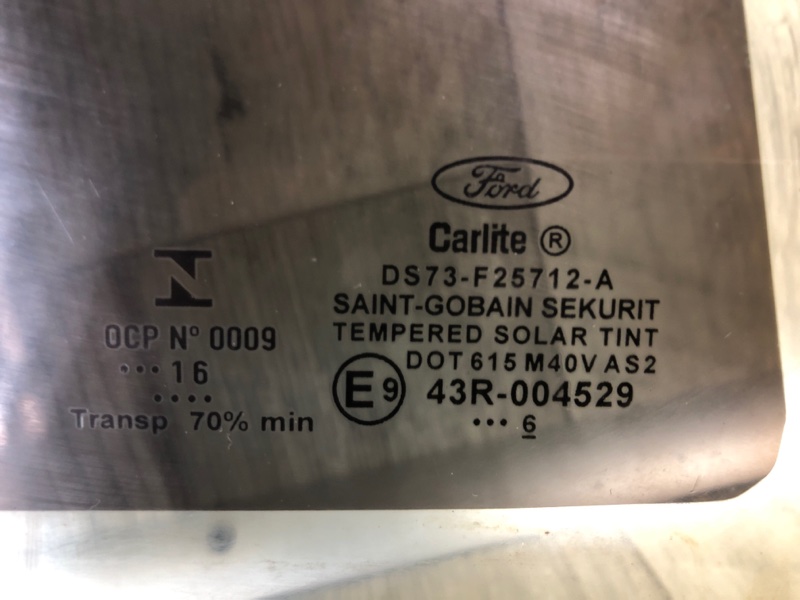 Ford
Carlite ®
DS73-F25712-A
SAINT-GOBAIN SEKURIT
TEMPERED SOLAR TINT
DOT 615 M40V AS2
E9 43R-004529
••• 6
N
OCP Nº 0009
••• 16
••••
Transp 70% min